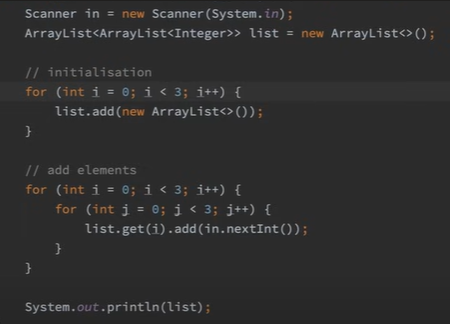 Scanner in = new Scanner(System.in);
ArrayList<ArrayList<Integer>> list = new ArrayList<>();
// initialisation
for (int i = 0; i < 3; i++) {
list.add(new ArrayList<>());
}
// add elements
for (int i = 0; i < 3; i++) {
for (int j = 0; j < 3; j++) {
list.get(i).add(in.nextInt());
}
}
System.out.println(list);